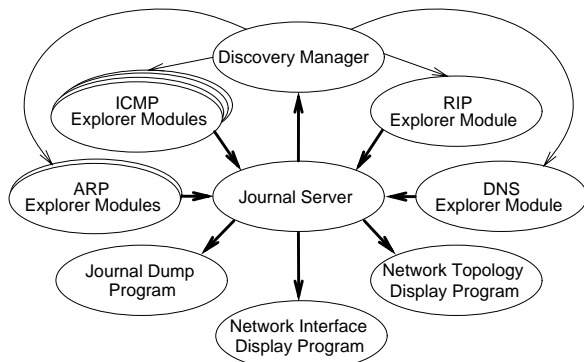 Discovery Manager
ICMP
Explorer Modules
RIP
Explorer Module
ARP
Explorer Modules
Journal Server
DNS
Explorer Module
Journal Dump
Program
Network Interface
Display Program
Network Topology
Display Program